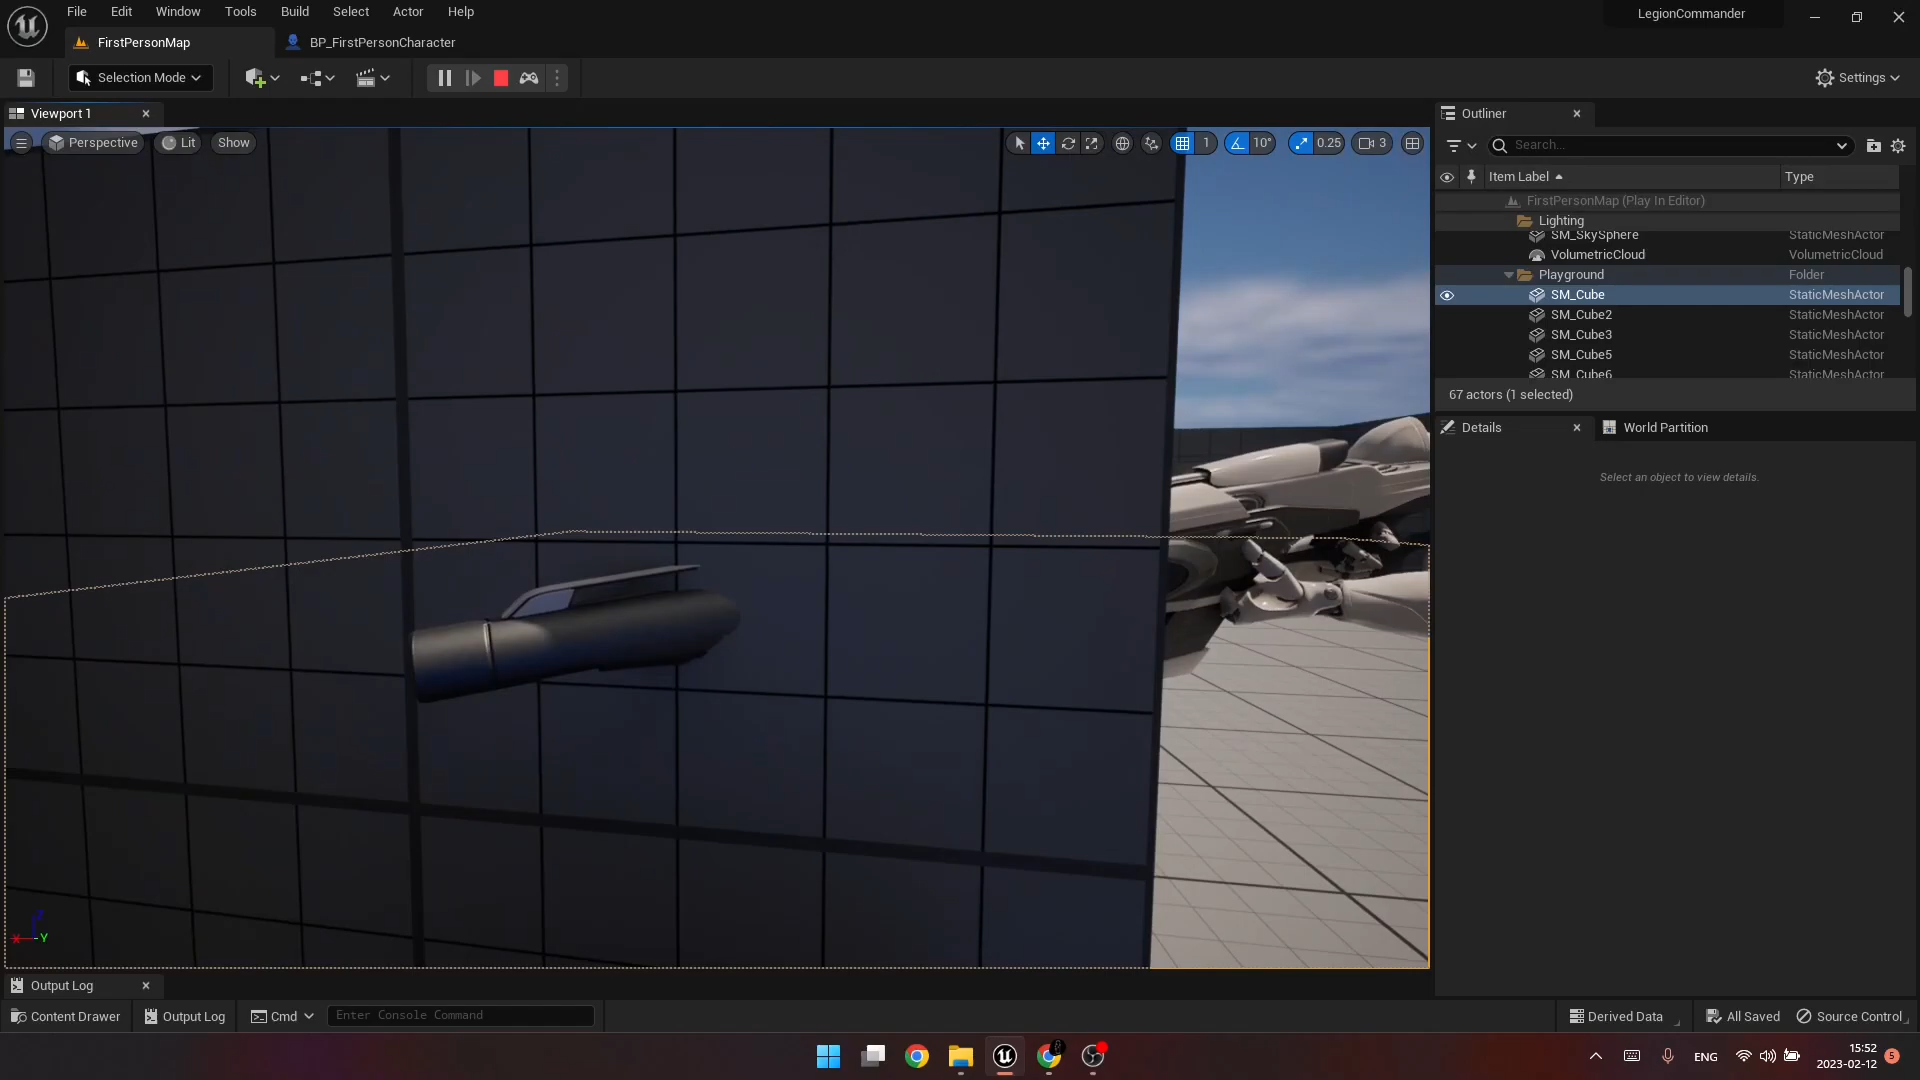 File Edit Window Tools Build Select Actor Help
LegionCommander
FirstPersonMap
BP_FirstPersonCharacter
Selection Mode
Settings
Viewport 1
Perspective
Lit
Show
1
10°
0.25
3
Outliner
Search...
Item Label
Type
FirstPersonMap (Play In Editor)
Lighting
SM_SkySphere StaticMeshActor
VolumetricCloud VolumetricCloud
Playground Folder
SM_Cube StaticMeshActor
SM_Cube2 StaticMeshActor
SM_Cube3 StaticMeshActor
SM_Cube5 StaticMeshActor
SM_Cube6 StaticMeshActor
67 actors (1 selected)
Details
World Partition
Select an object to view details.
Z
X
Y
Output Log
Content Drawer
Output Log
Cmd
Enter Console Command
Derived Data
All Saved
Source Control
ENG
15:52
2023-02-12
5